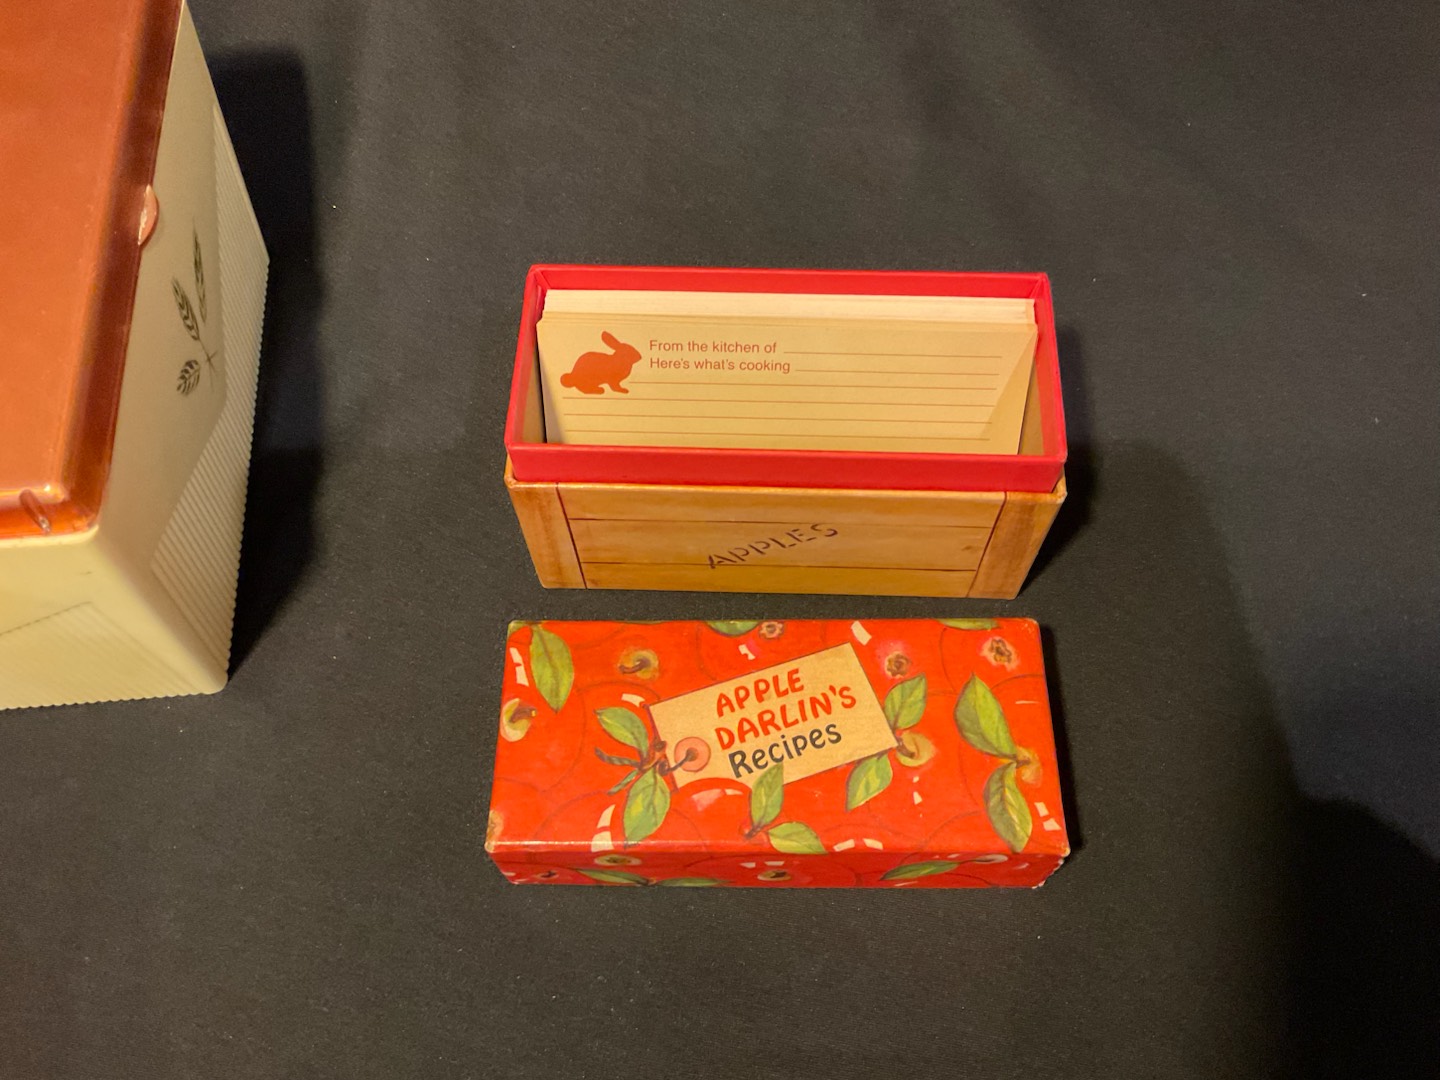 From the kitchen of
Here's what's cooking
APPLES
APPLE
DARLIN'S
Recipes